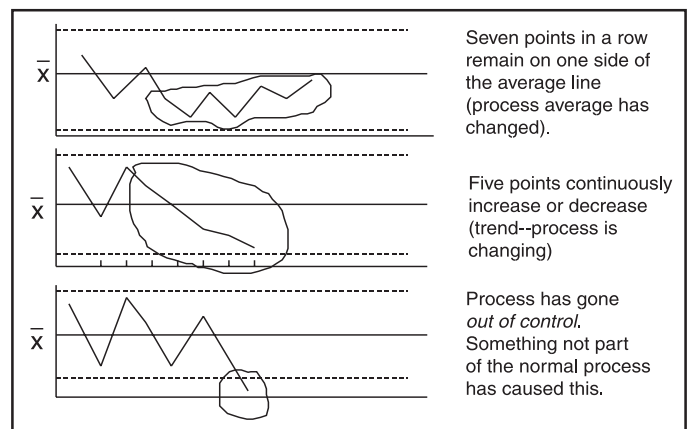 x̄
Seven points in a row
remain on one side of
the average line
(process average has
changed).
x̄
Five points continuously
increase or decrease
(trend--process is
changing)
x̄
Process has gone
out of control.
Something not part
of the normal process
has caused this.